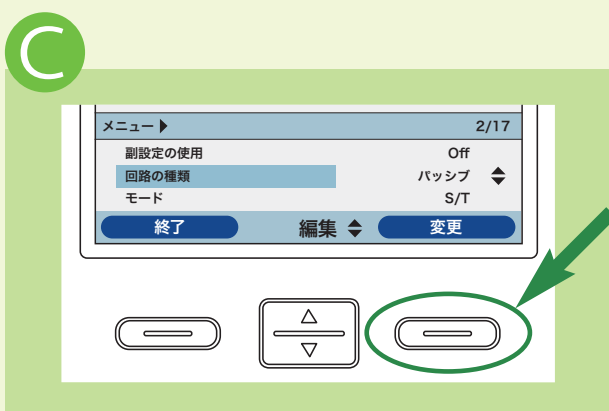 C
メニュー 2/17
副設定の使用 Off
回路の種類 パッシブ
モード S/T
終了 編集 変更